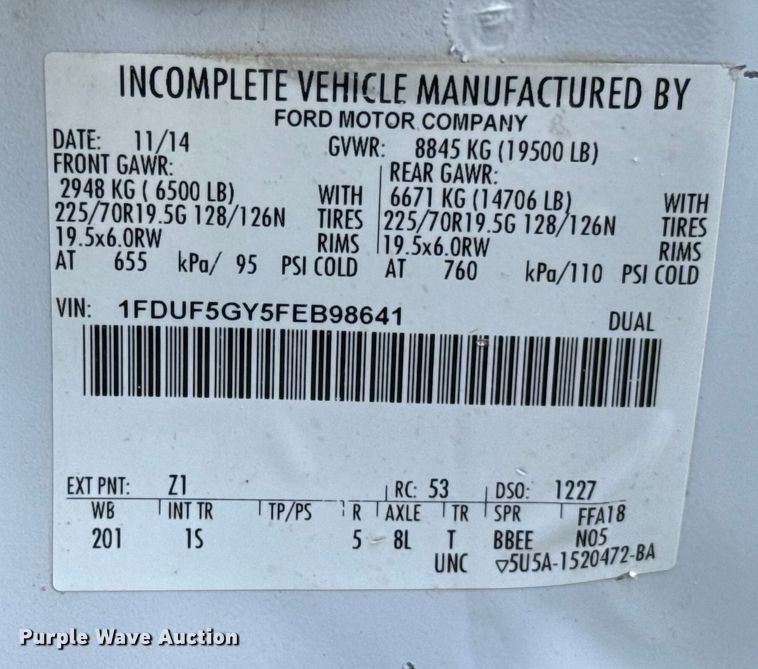 INCOMPLETE VEHICLE MANUFACTURED BY
FORD MOTOR COMPANY
DATE: 11/14 GVWR: 8845 KG (19500 LB)
FRONT GAWR: REAR GAWR:
2948 KG ( 6500 LB) WITH 6671 KG (14706 LB) WITH
225/70R19.5G 128/126N TIRES 225/70R19.5G 128/126N TIRES
19.5x6.0RW RIMS 19.5x6.0RW RIMS
AT 655 kPa/ 95 PSI COLD AT 760 kPa/110 PSI COLD
VIN: 1FDUF5GY5FEB98641 DUAL
EXT PNT: Z1 RC: 53 DSO: 1227
WB INT TR TP/PS R AXLE TR SPR FFA18
201 1S 5 8L T BBEE N05
UNC ▽5U5A-1520472-BA
Purple Wave Auction